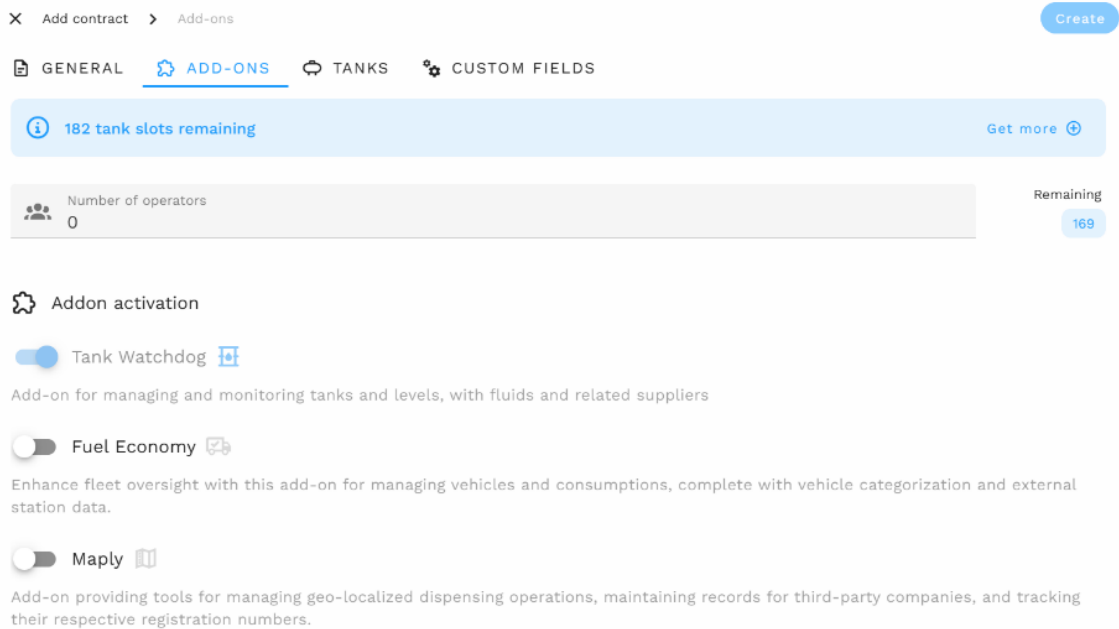 Add contract > Add-ons
Create
GENERAL ADD-ONS TANKS CUSTOM FIELDS
182 tank slots remaining
Get more
Number of operators
0
Remaining
169
Addon activation
Tank Watchdog
Add-on for managing and monitoring tanks and levels, with fluids and related suppliers
Fuel Economy
Enhance fleet oversight with this add-on for managing vehicles and consumptions, complete with vehicle categorization and external
station data.
Maply
Add-on providing tools for managing geo-localized dispensing operations, maintaining records for third-party companies, and tracking
their respective registration numbers.